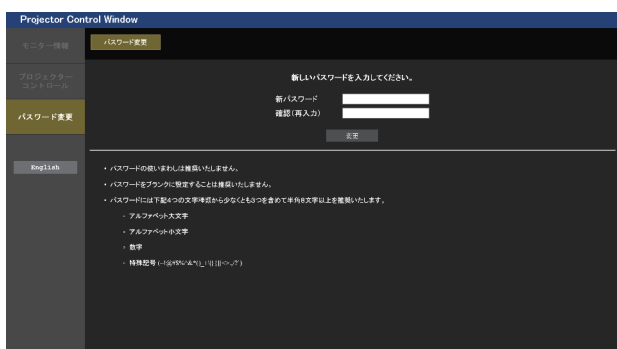 Projector Control Window
モニター情報
パスワード変更
プロジェクター
コントロール
新しいパスワードを入力してください。
新パスワード
確認(再入力)
パスワード変更
変更
English
・ パスワードの使いまわしは推奨いたしません。
・ パスワードをブランクに設定することは推奨いたしません。
・ パスワードには下記4つの文字種類から少なくとも3つを含めて半角8文字以上を推奨いたします。
◦ アルファベット大文字
◦ アルファベット小文字
◦ 数字
◦ 特殊記号